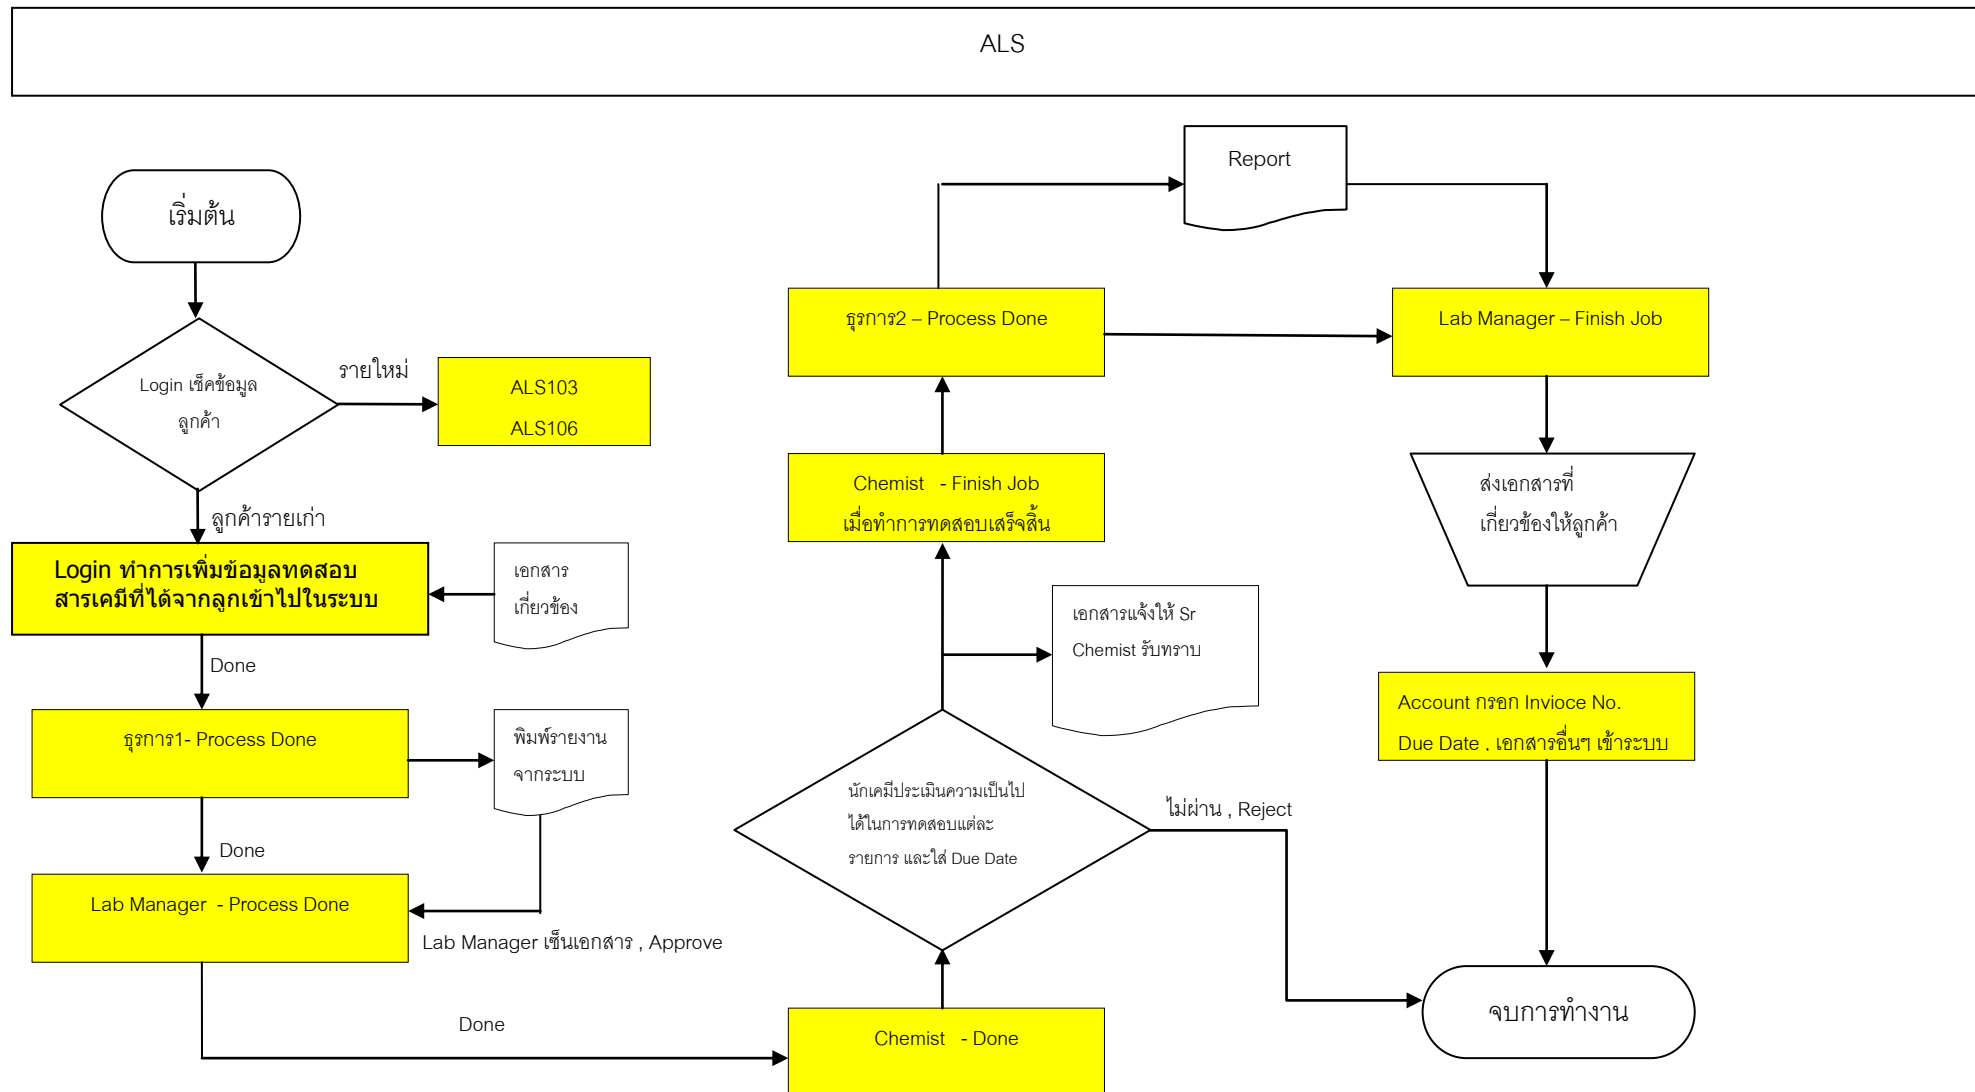 ALS
เริ่มต้น
Login เช็คข้อมูล
ลูกค้า
รายใหม่
ALS103
ALS106
ลูกค้ารายเก่า
Login ทำการเพิ่มข้อมูลทดสอบ
สารเคมีที่ได้จากลูกเข้าไปในระบบ
เอกสาร
เกี่ยวข้อง
Done
ธุรการ1- Process Done
พิมพ์รายงาน
จากระบบ
Done
Lab Manager - Process Done
Lab Manager เซ็นเอกสาร , Approve
Done
Chemist - Done
นักเคมีประเมินความเป็นไป
ได้ในการทดสอบแต่ละ
รายการ และใส่ Due Date
ไม่ผ่าน , Reject
เอกสารแจ้งให้ Sr
Chemist รับทราบ
Chemist - Finish Job
เมื่อทำการทดสอบเสร็จสิ้น
ธุรการ2 – Process Done
Report
Lab Manager – Finish Job
ส่งเอกสารที่
เกี่ยวข้องให้ลูกค้า
Account กรอก Invioce No.
Due Date , เอกสารอื่นๆ เข้าระบบ
จบการทำงาน